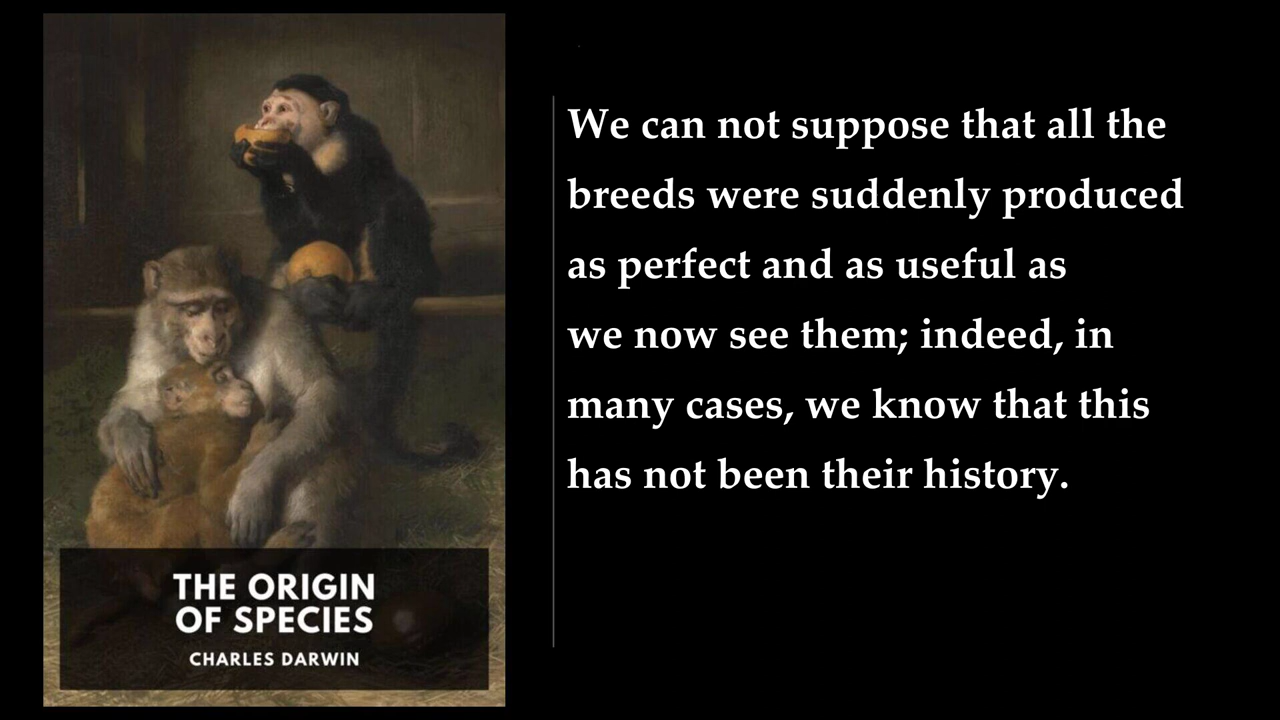 THE ORIGIN
OF SPECIES
CHARLES DARWIN
We can not suppose that all the
breeds were suddenly produced
as perfect and as useful as
we now see them; indeed, in
many cases, we know that this
has not been their history.